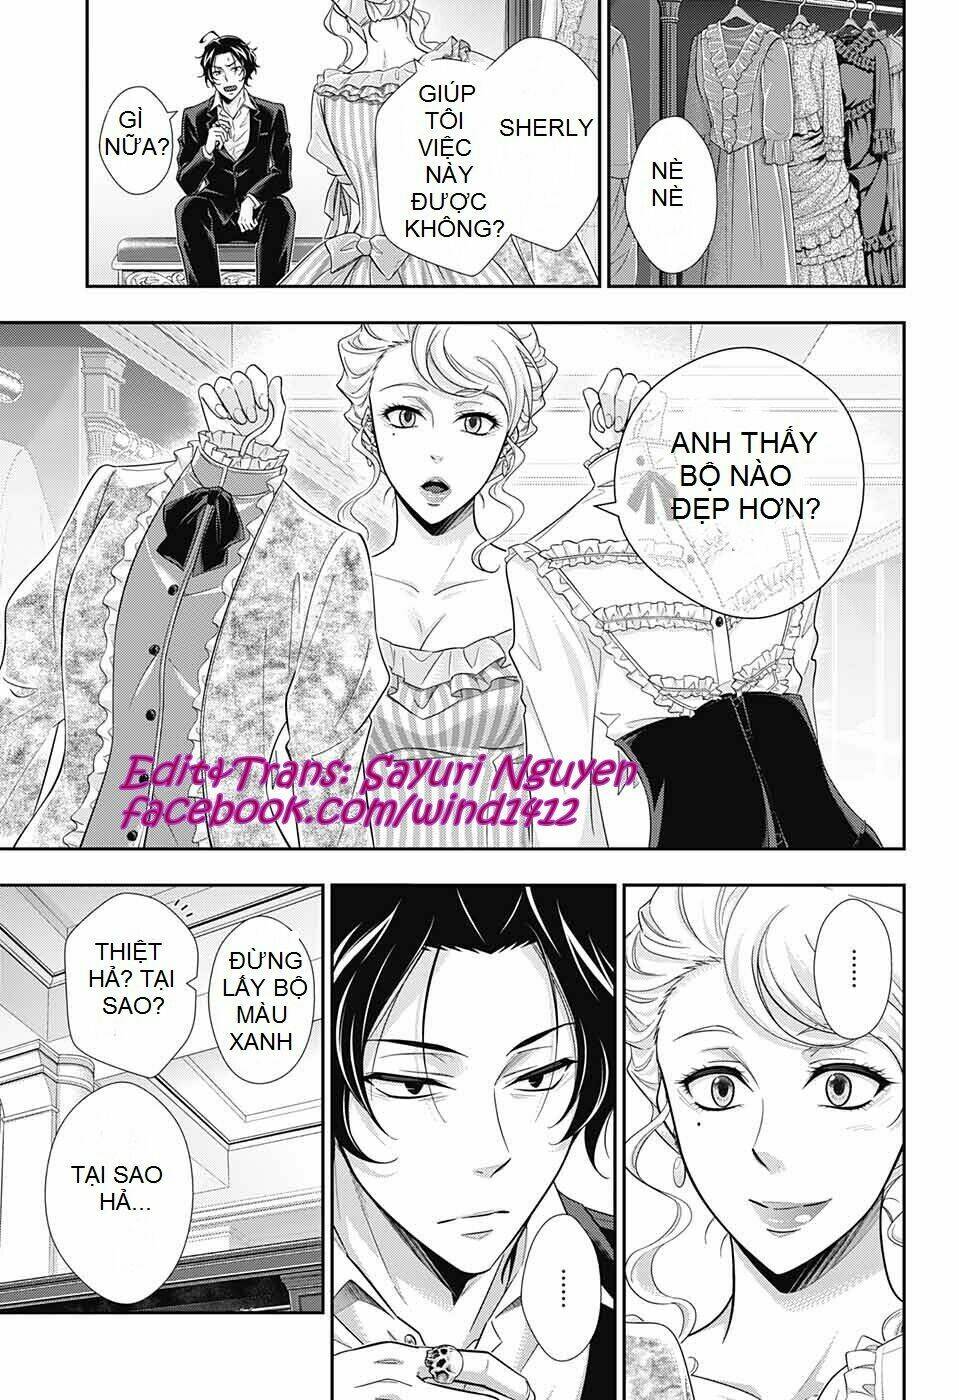 NÈ
NÈ
SHERLY
GIÚP
TÔI
VIỆC
NÀY
ĐƯỢC
KHÔNG?
GÌ
NỮA?
ANH THẤY
BỘ NÀO
ĐẸP HƠN?
Edit+Trans: Sayuri Nguyen
facebook.com/wind1412
......
......
ĐỪNG
LẤY BỘ
MÀU
XANH
THIỆT
HẢ? TẠI
SAO?
TẠI SAO
HẢ...